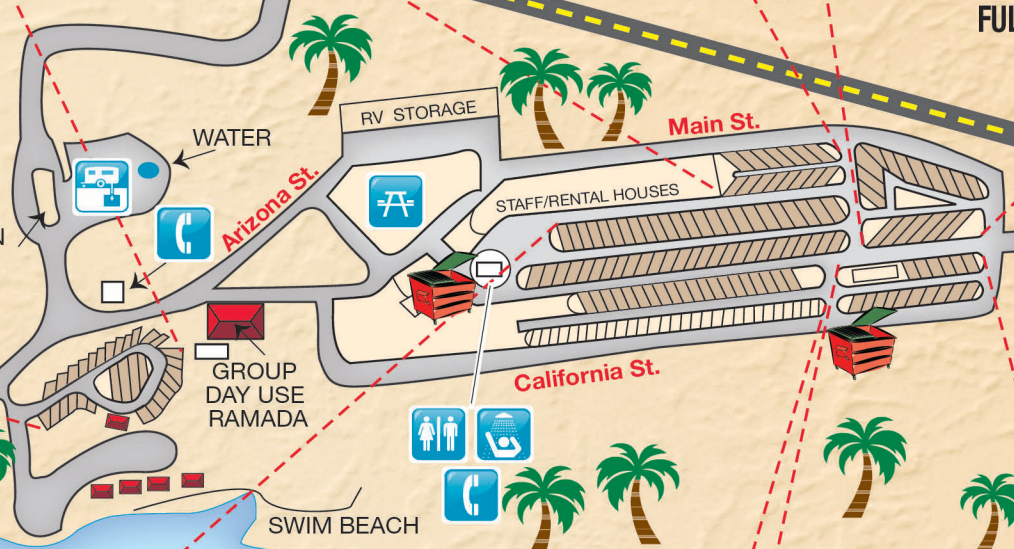 FUL
RV STORAGE
Main St.
WATER
Arizona St.
STAFF/RENTAL HOUSES
N
GROUP
DAY USE
RAMADA
California St.
SWIM BEACH